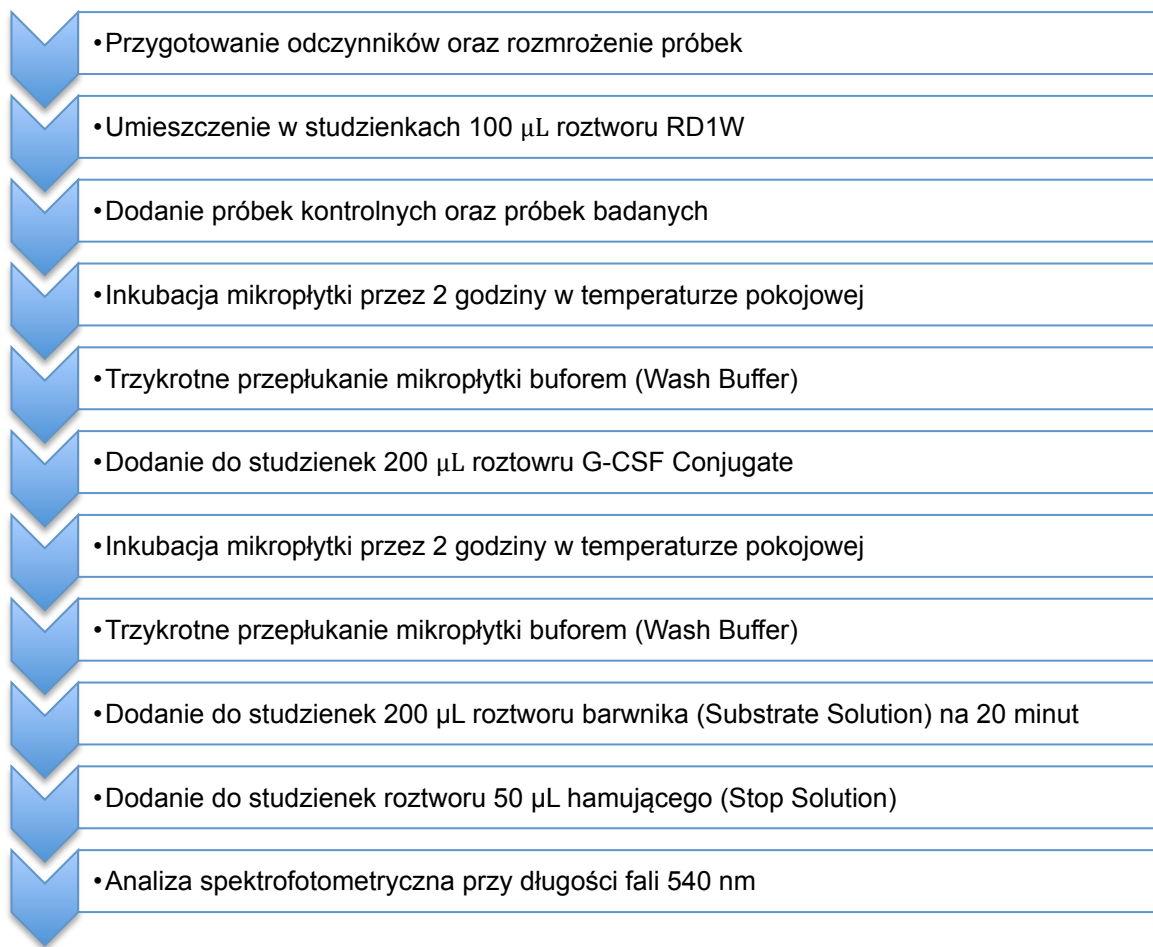 •Przygotowanie odczynników oraz rozmrożenie próbek
•Umieszczenie w studzienkach 100 μL roztworu RD1W
•Dodanie próbek kontrolnych oraz próbek badanych
•Inkubacja mikropłytki przez 2 godziny w temperaturze pokojowej
•Trzykrotne przepłukanie mikropłytki buforem (Wash Buffer)
•Dodanie do studzienek 200 μL roztowru G-CSF Conjugate
•Inkubacja mikropłytki przez 2 godziny w temperaturze pokojowej
•Trzykrotne przepłukanie mikropłytki buforem (Wash Buffer)
•Dodanie do studzienek 200 µL roztworu barwnika (Substrate Solution) na 20 minut
•Dodanie do studzienek roztworu 50 µL hamującego (Stop Solution)
•Analiza spektrofotometryczna przy długości fali 540 nm